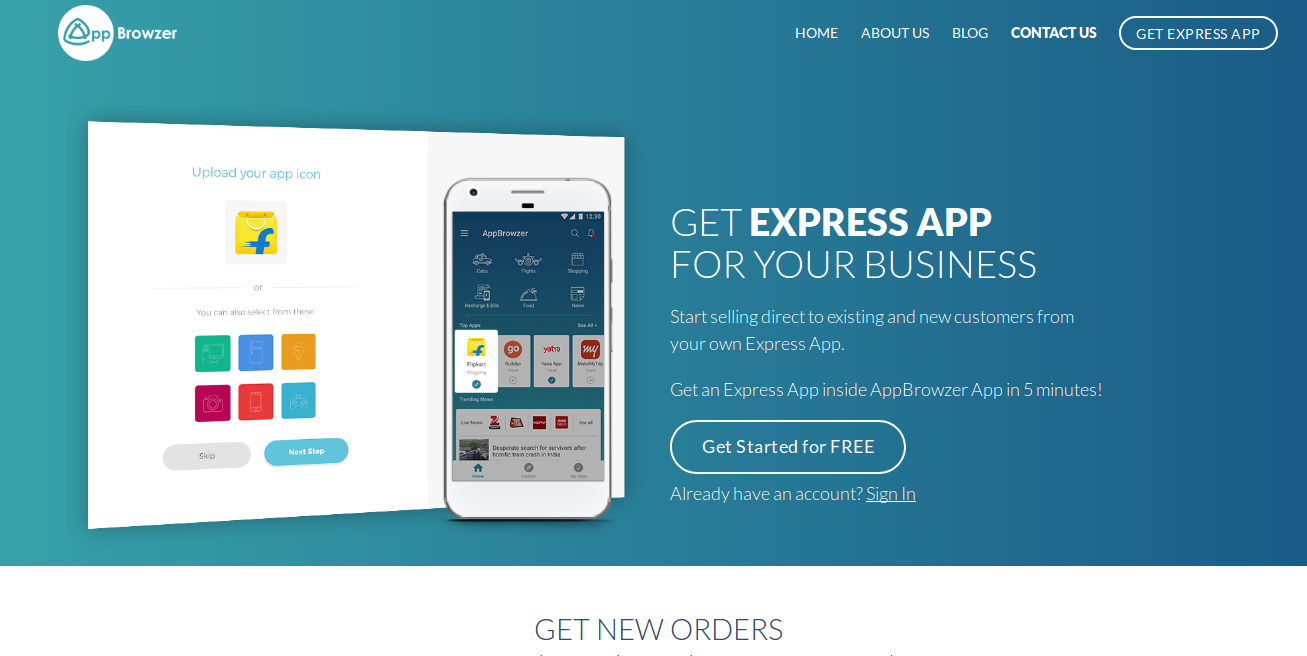 App Browzer
HOME
ABOUT US
BLOG
CONTACT US
GET EXPRESS APP
Upload your app icon
or
You can also select from these
Skip
Next Step
12:30
AppBrowzer
Cabs
Flights
Shopping
Recharge & Bills
Food
News
Top Apps
See All >
Flipkart
Shopping
go
Goibibo
Travel
yatra
Yatra App
Travel
my
MakeMyTrip
Travel
Trending News
Live News
NDTV
See all
Desperate search for survivors after
horrific train crash in India
Home
Explore
My Apps
GET EXPRESS APP
FOR YOUR BUSINESS
Start selling direct to existing and new customers from
your own Express App.
Get an Express App inside AppBrowzer App in 5 minutes!
Get Started for FREE
Already have an account? Sign In
GET NEW ORDERS